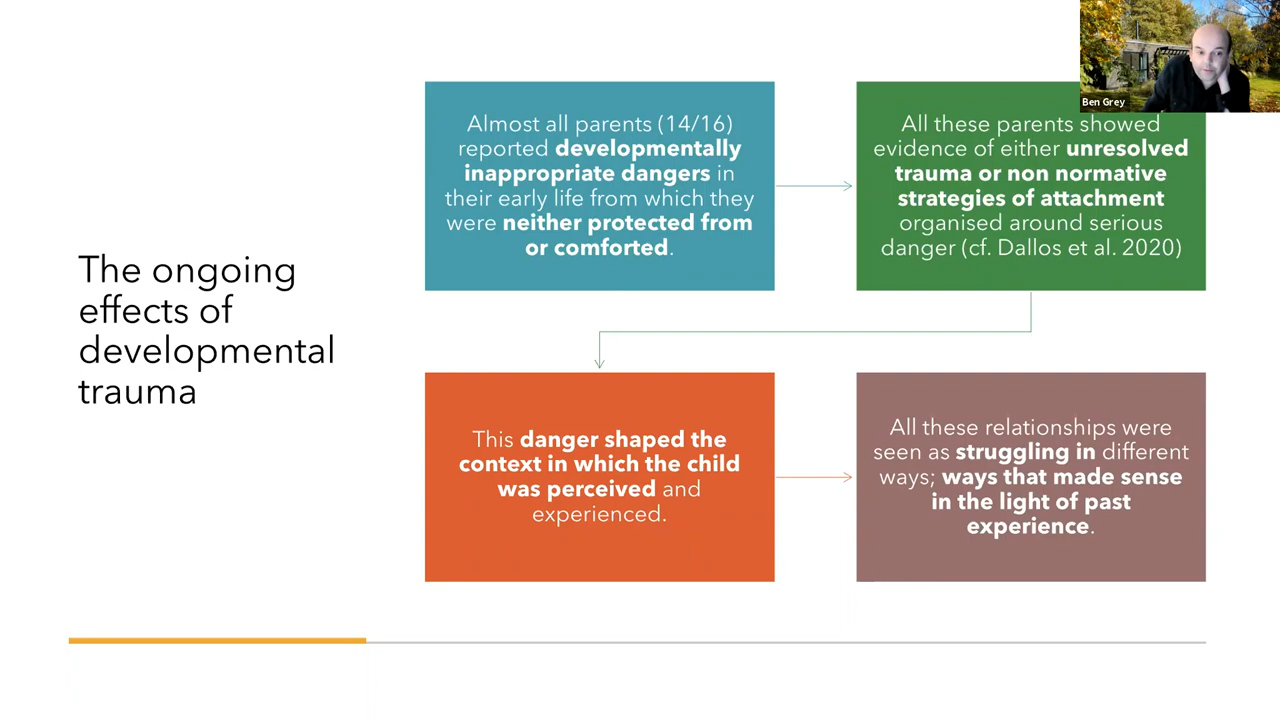 The ongoing
effects of
developmental
trauma
Almost all parents (14/16)
reported developmentally
inappropriate dangers in
their early life from which they
were neither protected from
or comforted.
All these parents showed
evidence of either unresolved
trauma or non normative
strategies of attachment
organised around serious
danger (cf. Dallos et al. 2020)
This danger shaped the
context in which the child
was perceived and
experienced.
All these relationships were
seen as struggling in different
ways; ways that made sense
in the light of past
experience.
Ben Grey